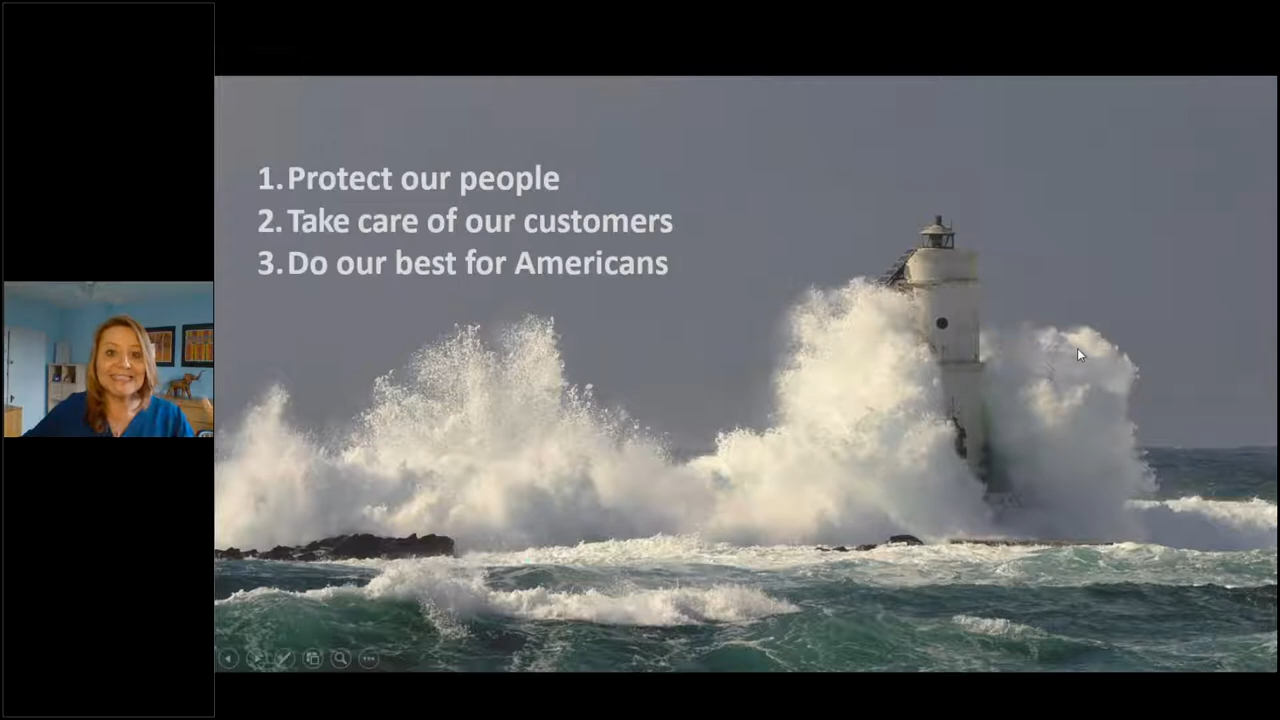 1. Protect our people
2. Take care of our customers
3. Do our best for Americans